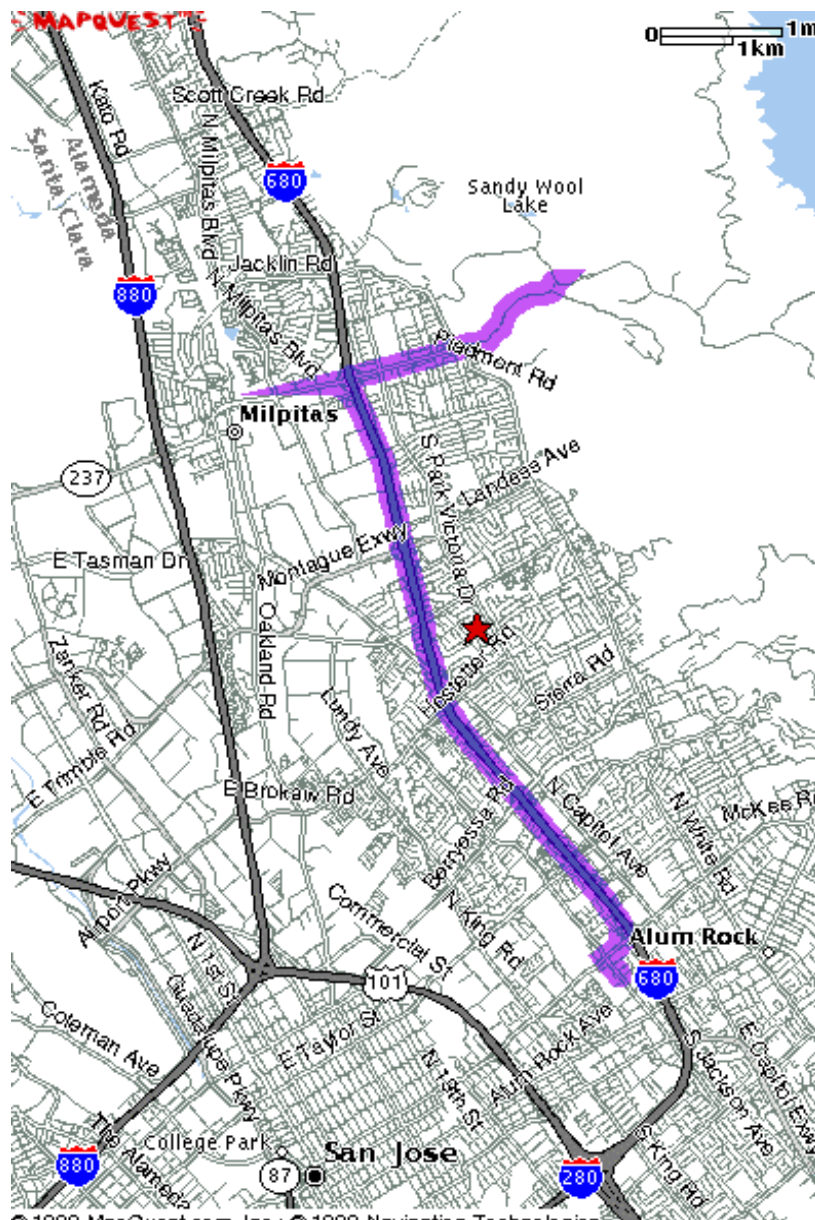 MAPQUEST
0 1m
1km
Scott Creek Rd
Kato Rd
N Milpitas Blvd
Alameda
Santa Clara
680
Sandy Wool
Lake
Jacklin Rd
880
N Milpitas Blvd
Piedmont Rd
Milpitas
S Park Victoria Dr
Landess Ave
237
Montague Exwy
E Tasman Dr
Oakland Rd
Hostetter Rd
Sierra Rd
Zanker Rd
Lundy Ave
E Trimble Rd
E Brokaw Rd
N Capitol Ave
McKee Rd
N White Rd
Berryessa Rd
Airport Pkwy
N King Rd
Commercial St
Alum Rock
680
N 1st St
101
Guadalupe Pkwy
Coleman Ave
E Taylor St
Alum Rock Ave
N 19th St
S Jackson Ave
E Capitol Exwy
The Alameda
College Park
San Jose
S King Rd
880
87
280
MapQuest.com, Inc.; ©